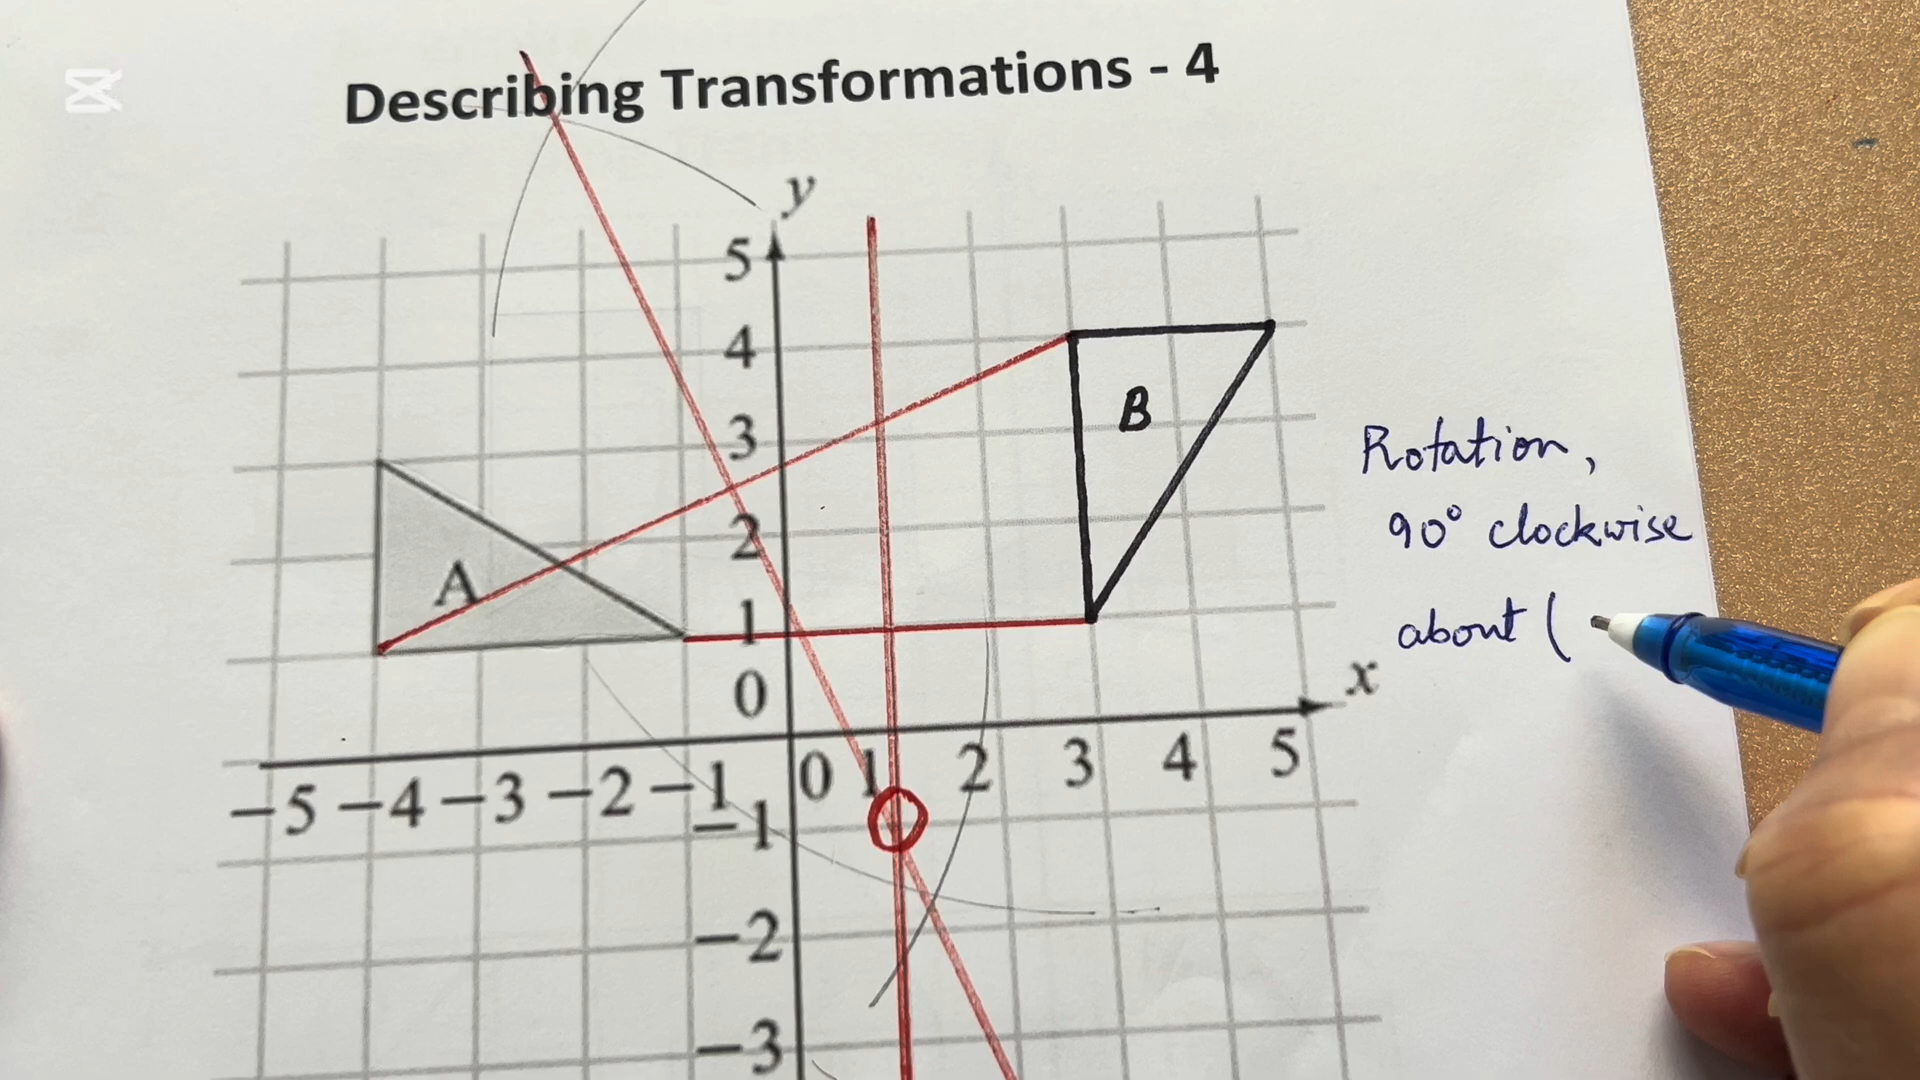 Describing Transformations - 4
y
5
4
3
2
1
0
A
B
Rotation,
90° clockwise
about (
x
-5 -4 -3 -2 -1 0 1 2 3 4 5
-1
-2
-3